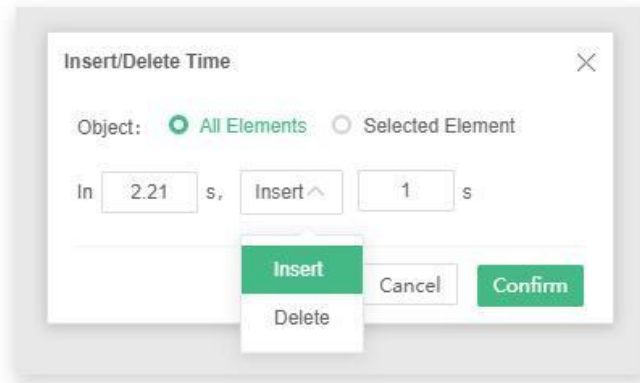 Insert/Delete Time
Object: All Elements Selected Element
In 2.21 s, Insert 1 s
Insert
Cancel Confirm
Delete